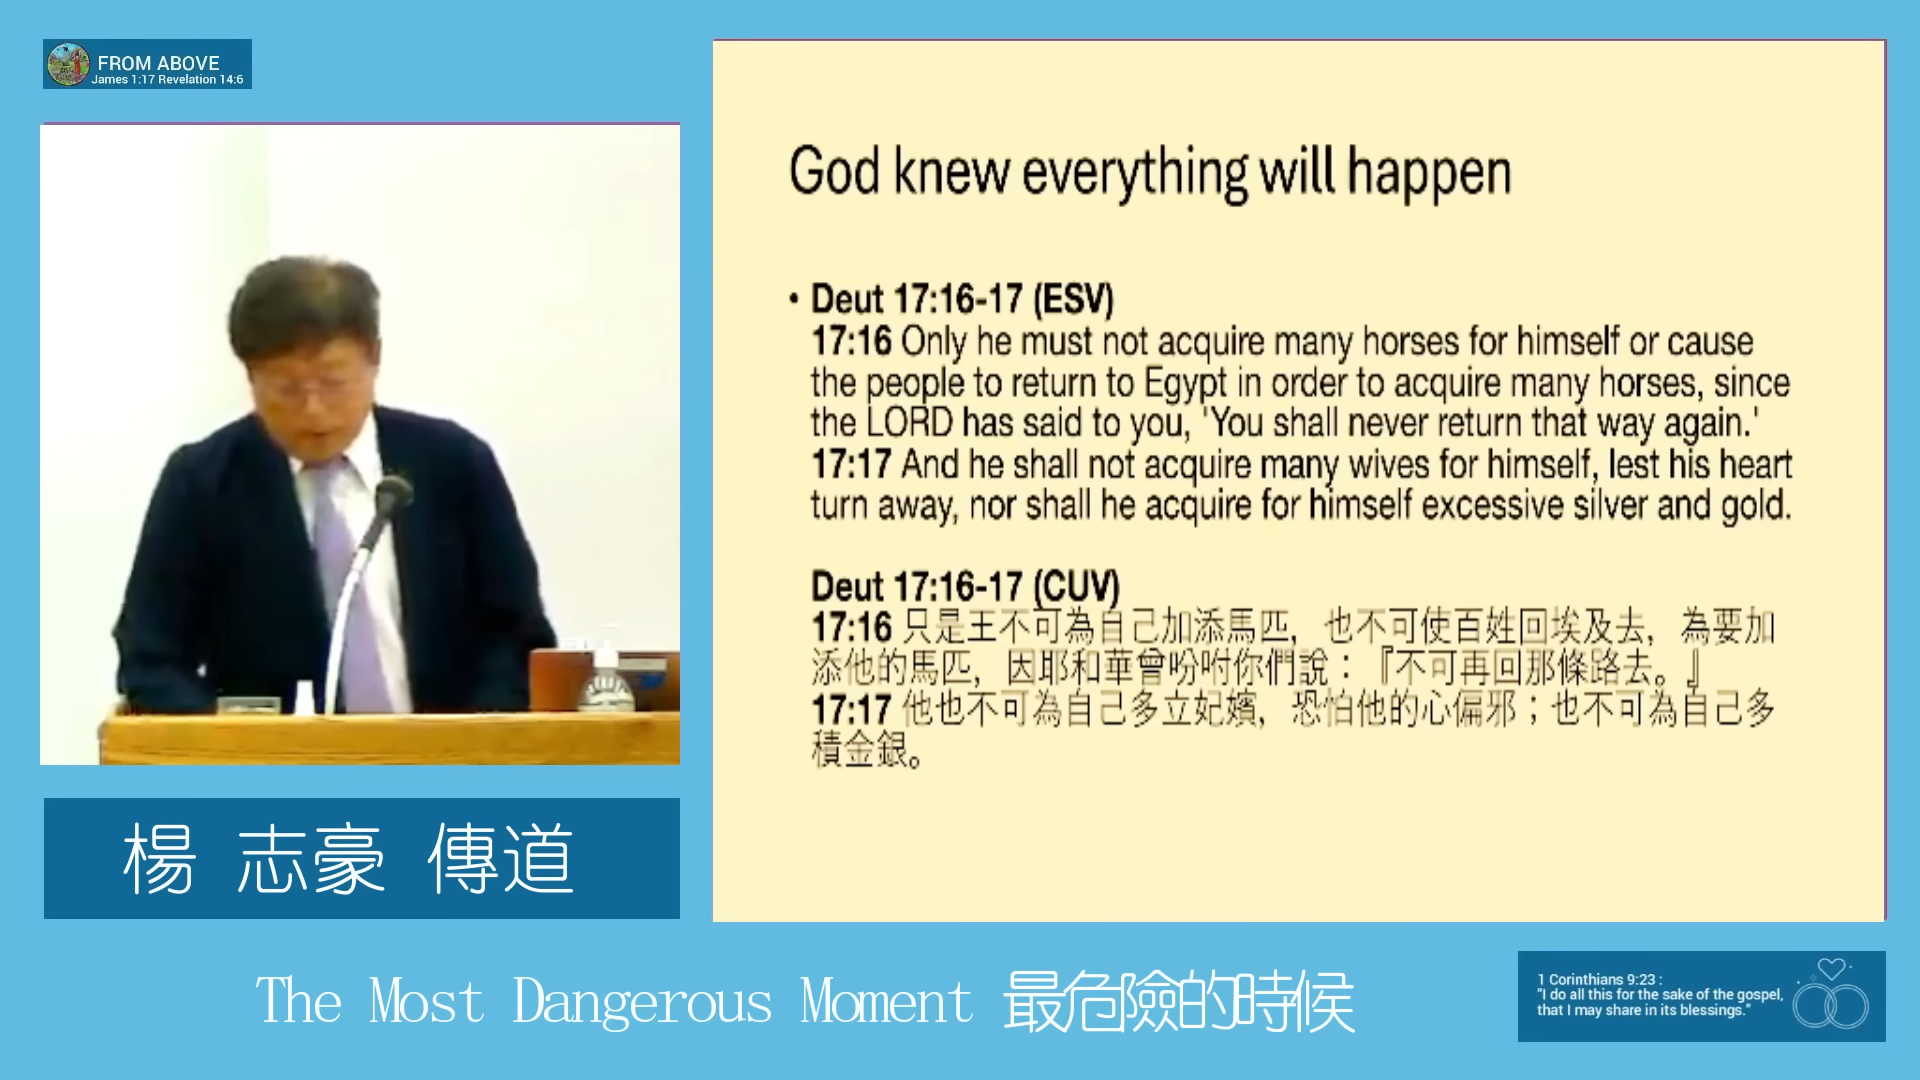 FROM ABOVE
James 1:17 Revelation 14:6
God knew everything will happen
• Deut 17:16-17 (ESV)
17:16 Only he must not acquire many horses for himself or cause
the people to return to Egypt in order to acquire many horses, since
the LORD has said to you, 'You shall never return that way again.'
17:17 And he shall not acquire many wives for himself, lest his heart
turn away, nor shall he acquire for himself excessive silver and gold.
Deut 17:16-17 (CUV)
17:16 只是王不可為自己加添馬匹，也不可使百姓回埃及去，為要加
添他的馬匹，因耶和華曾吩咐你們說：『不可再回那條路去。』
17:17 他也不可為自己多立妃嬪，恐怕他的心偏邪；也不可為自己多
積金銀。
楊 志豪 傳道
The Most Dangerous Moment 最危險的時候
1 Corinthians 9:23 :
"I do all this for the sake of the gospel,
that I may share in its blessings."